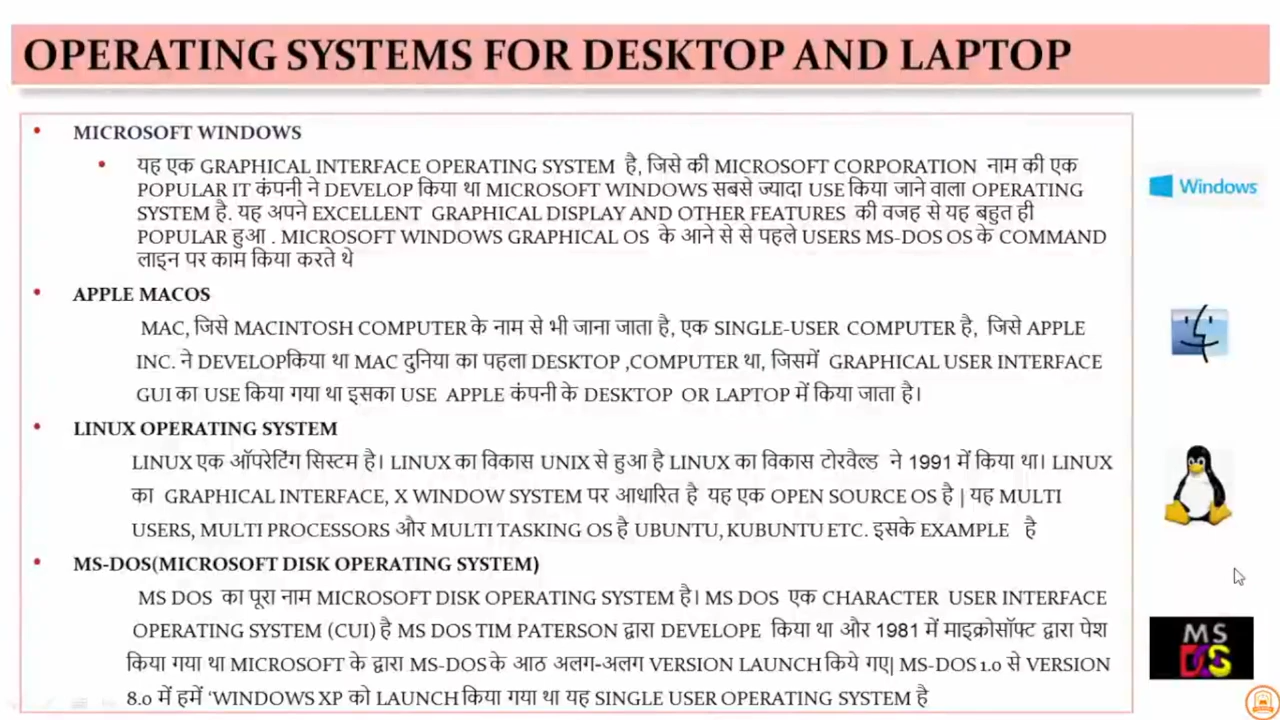 OPERATING SYSTEMS FOR DESKTOP AND LAPTOP
• MICROSOFT WINDOWS
• यह एक GRAPHICAL INTERFACE OPERATING SYSTEM है, जिसे की MICROSOFT CORPORATION नाम की एक
POPULAR IT कंपनी ने DEVELOP किया था MICROSOFT WINDOWS सबसे ज्यादा USE किया जाने वाला OPERATING
SYSTEM है. यह अपने EXCELLENT GRAPHICAL DISPLAY AND OTHER FEATURES की वजह से यह बहुत ही
POPULAR हुआ . MICROSOFT WINDOWS GRAPHICAL OS के आने से से पहले USERS MS-DOS OS के COMMAND
लाइन पर काम किया करते थे
Windows
• APPLE MACOS
MAC, जिसे MACINTOSH COMPUTER के नाम से भी जाना जाता है, एक SINGLE-USER COMPUTER है, जिसे APPLE
INC. ने DEVELOPकिया था MAC दुनिया का पहला DESKTOP ,COMPUTER था, जिसमें GRAPHICAL USER INTERFACE
GUI का USE किया गया था इसका USE APPLE कंपनी के DESKTOP OR LAPTOP में किया जाता है।
• LINUX OPERATING SYSTEM
LINUX एक ऑपरेटिंग सिस्टम है। LINUX का विकास UNIX से हुआ है LINUX का विकास टोरवैल्ड ने 1991 में किया था। LINUX
का GRAPHICAL INTERFACE, X WINDOW SYSTEM पर आधारित है यह एक OPEN SOURCE OS है | यह MULTI
USERS, MULTI PROCESSORS और MULTI TASKING OS है UBUNTU, KUBUNTU ETC. इसके EXAMPLE है
• MS-DOS(MICROSOFT DISK OPERATING SYSTEM)
MS DOS का पूरा नाम MICROSOFT DISK OPERATING SYSTEM है। MS DOS एक CHARACTER USER INTERFACE
OPERATING SYSTEM (CUI) है MS DOS TIM PATERSON द्वारा DEVELOPE किया था और 1981 में माइक्रोसॉफ्ट द्वारा पेश
किया गया था MICROSOFT के द्वारा MS-DOS के आठ अलग-अलग VERSION LAUNCH किये गए| MS-DOS 1.0 से VERSION
8.0 में हमें ‘WINDOWS XP को LAUNCH किया गया था यह SINGLE USER OPERATING SYSTEM है
MS
DOS